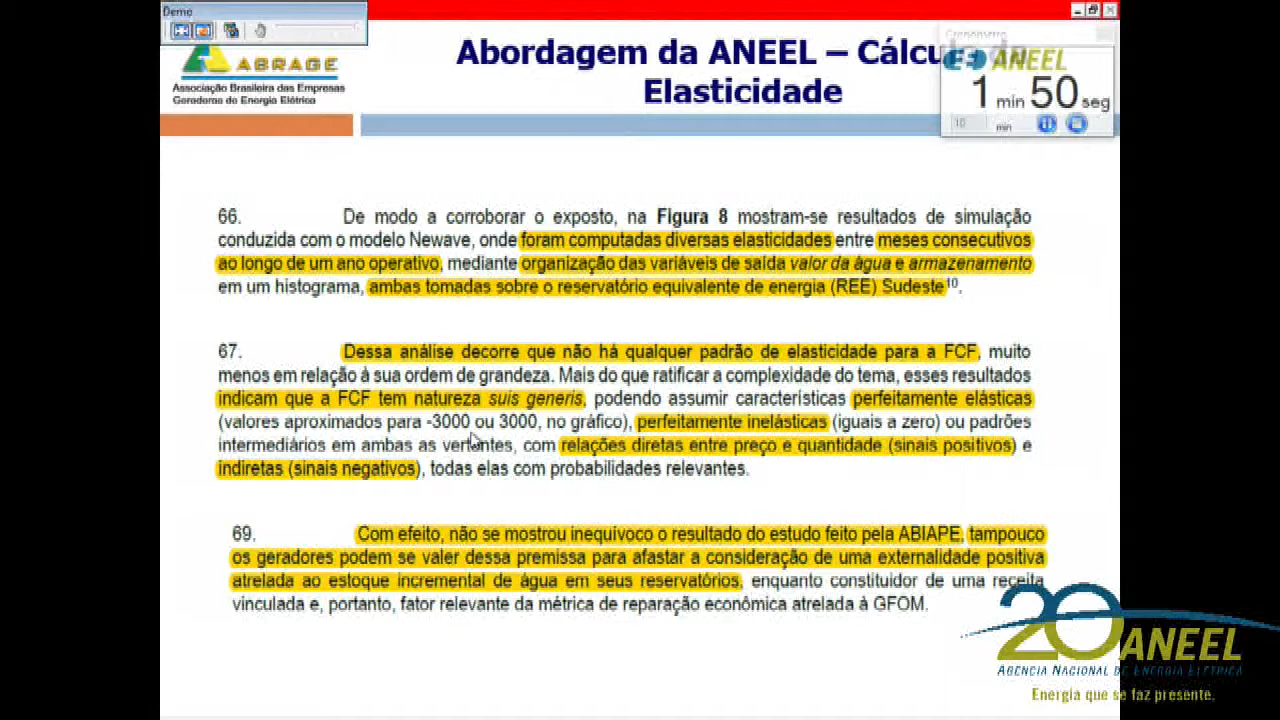 Demo
ABRAGE
Associação Brasileira das Empresas
Geradoras de Energia Elétrica
Abordagem da ANEEL – Cálculo da
Elasticidade
Cronometro
ANEEL
1 min 50 seg
10 min
66. De modo a corroborar o exposto, na Figura 8 mostram-se resultados de simulação
conduzida com o modelo Newave, onde foram computadas diversas elasticidades entre meses consecutivos
ao longo de um ano operativo, mediante organização das variáveis de saída valor da água e armazenamento
em um histograma, ambas tomadas sobre o reservatório equivalente de energia (REE) Sudeste10.
67. Dessa análise decorre que não há qualquer padrão de elasticidade para a FCF, muito
menos em relação à sua ordem de grandeza. Mais do que ratificar a complexidade do tema, esses resultados
indicam que a FCF tem natureza suis generis, podendo assumir características perfeitamente elásticas
(valores aproximados para -3000 ou 3000, no gráfico), perfeitamente inelásticas (iguais a zero) ou padrões
intermediários em ambas as vertentes, com relações diretas entre preço e quantidade (sinais positivos) e
indiretas (sinais negativos), todas elas com probabilidades relevantes.
69. Com efeito, não se mostrou inequívoco o resultado do estudo feito pela ABIAPE, tampouco
os geradores podem se valer dessa premissa para afastar a consideração de uma externalidade positiva
atrelada ao estoque incremental de água em seus reservatórios, enquanto constituidor de uma receita
vinculada e, portanto, fator relevante da métrica de reparação econômica atrelada à GFOM.
20 ANEEL
AGÊNCIA NACIONAL DE ENERGIA ELÉTRICA
Energia que se faz presente.